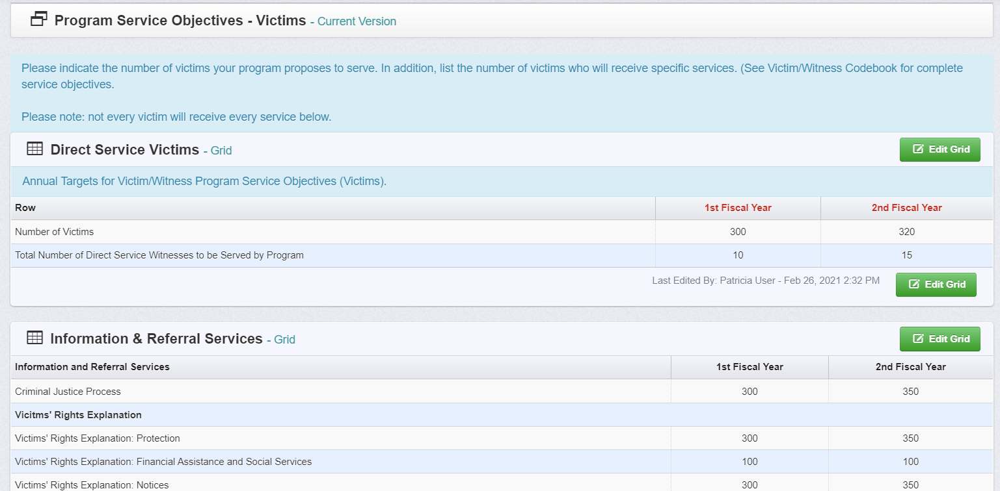 Program Service Objectives - Victims - Current Version
Please indicate the number of victims your program proposes to serve. In addition, list the number of victims who will receive specific services. (See Victim/Witness Codebook for complete
service objectives.
Please note: not every victim will receive every service below.
Direct Service Victims - Grid Edit Grid
Annual Targets for Victim/Witness Program Service Objectives (Victims).
Row 1st Fiscal Year 2nd Fiscal Year
Number of Victims 300 320
Total Number of Direct Service Witnesses to be Served by Program 10 15
Last Edited By: Patricia User - Feb 26, 2021 2:32 PM Edit Grid
Information & Referral Services - Grid Edit Grid
Information and Referral Services 1st Fiscal Year 2nd Fiscal Year
Criminal Justice Process 300 350
Vicitms' Rights Explanation
Victims' Rights Explanation: Protection 300 350
Victims' Rights Explanation: Financial Assistance and Social Services 100 100
Victims' Rights Explanation: Notices 300 350